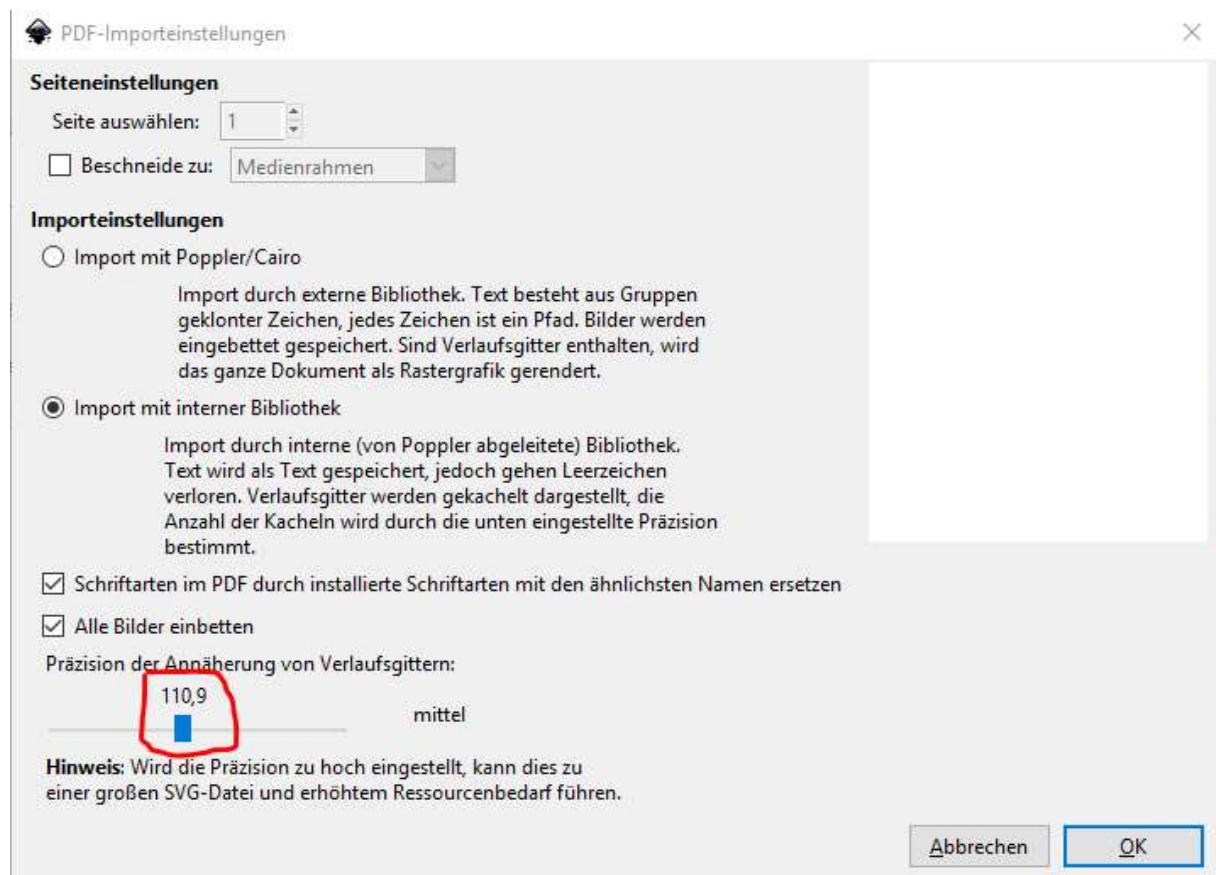 PDF-Importeinstellungen
Seiteneinstellungen
Seite auswählen: 1
Beschneide zu: Medienrahmen
Importeinstellungen
Import mit Poppler/Cairo
Import durch externe Bibliothek. Text besteht aus Gruppen
geklonter Zeichen, jedes Zeichen ist ein Pfad. Bilder werden
eingebettet gespeichert. Sind Verlaufsgitter enthalten, wird
das ganze Dokument als Rastergrafik gerendert.
Import mit interner Bibliothek
Import durch interne (von Poppler abgeleitete) Bibliothek.
Text wird als Text gespeichert, jedoch gehen Leerzeichen
verloren. Verlaufsgitter werden gekachelt dargestellt, die
Anzahl der Kacheln wird durch die unten eingestellte Präzision
bestimmt.
Schriftarten im PDF durch installierte Schriftarten mit den ähnlichsten Namen ersetzen
Alle Bilder einbetten
Präzision der Annäherung von Verlaufsgittern:
110,9
mittel
Hinweis: Wird die Präzision zu hoch eingestellt, kann dies zu
einer großen SVG-Datei und erhöhtem Ressourcenbedarf führen.
Abbrechen OK